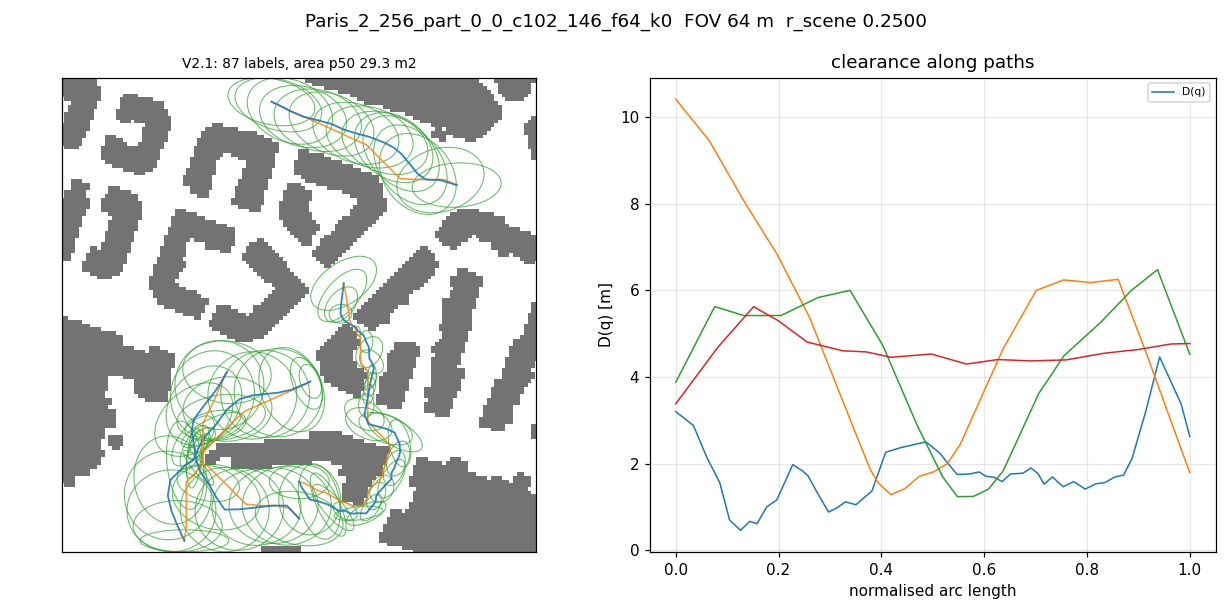 Paris_2_256_part_0_0_c102_146_f64_k0  FOV 64 m  r_scene 0.2500
V2.1: 87 labels, area p50 29.3 m2
clearance along paths
D(q)
10
8
6
4
2
0
D(q) [m]
0.0 0.2 0.4 0.6 0.8 1.0
normalised arc length